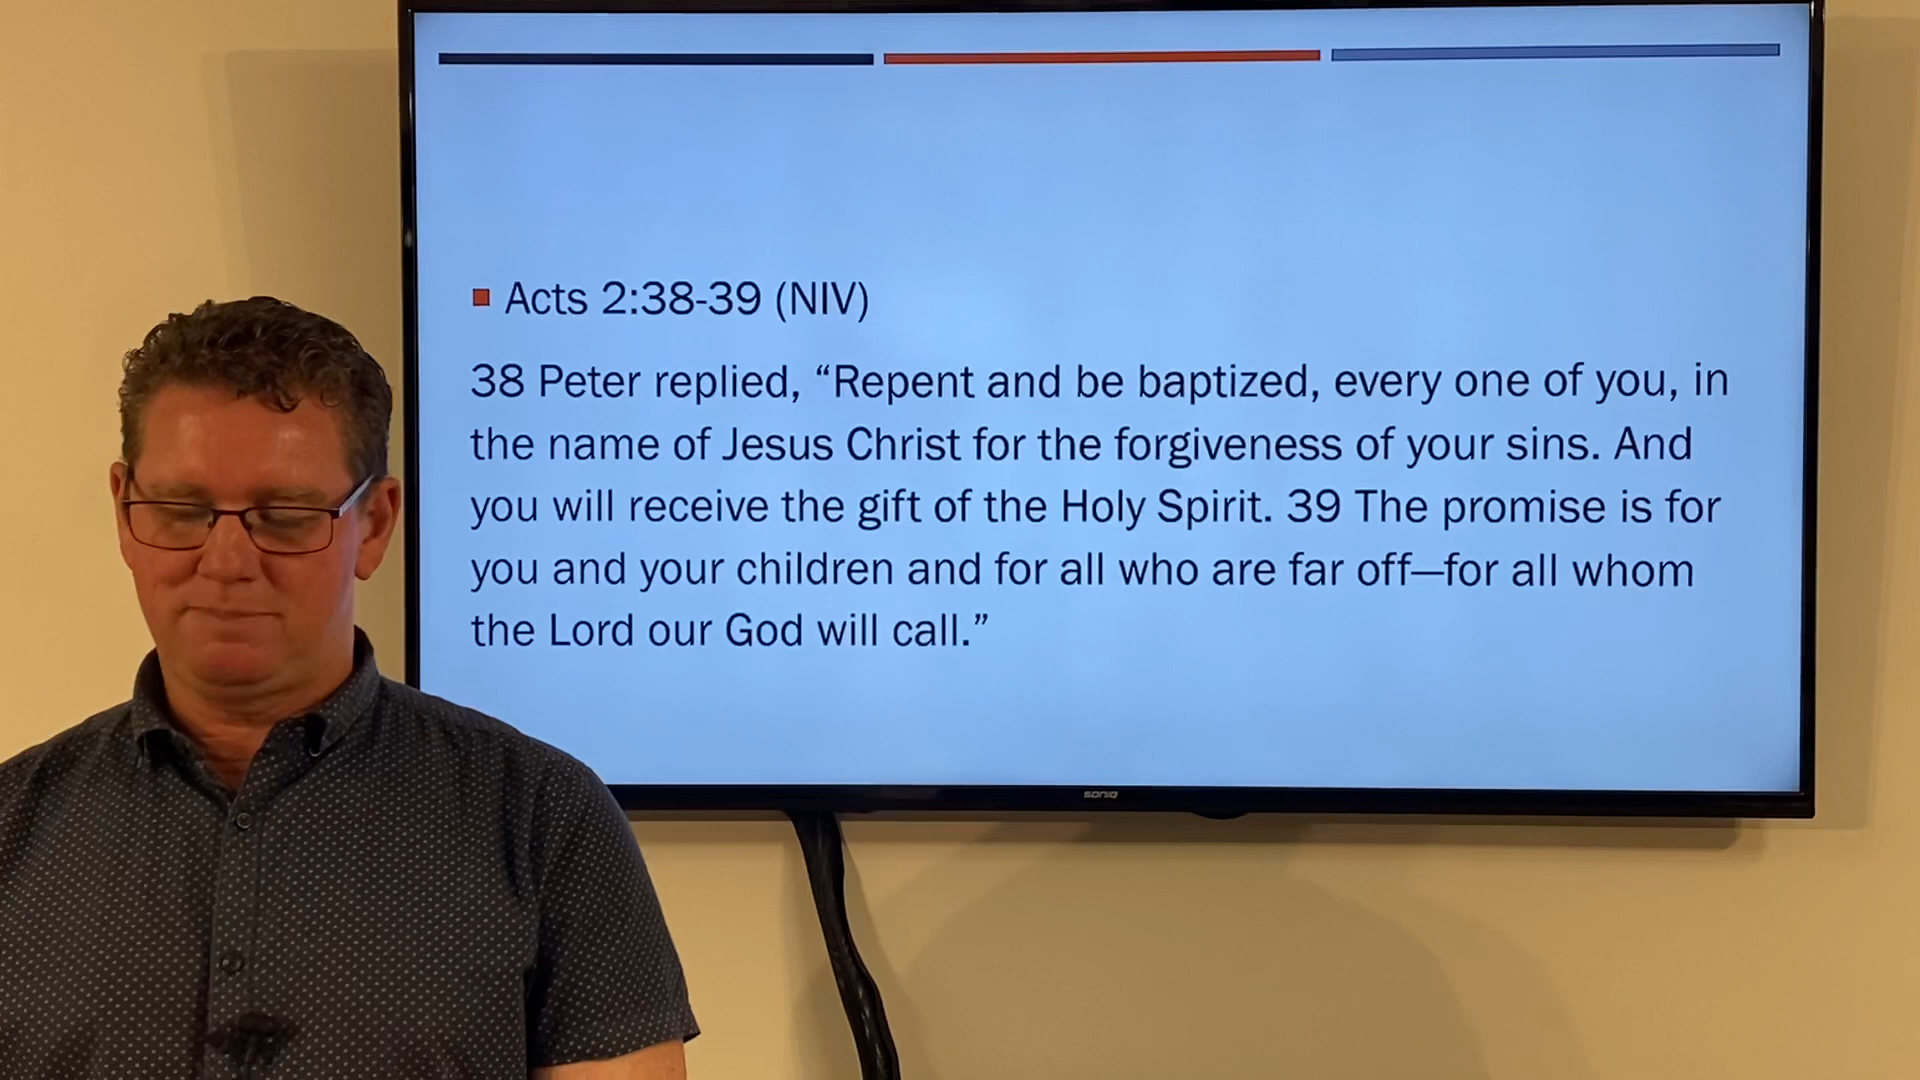 Acts 2:38-39 (NIV)
38 Peter replied, “Repent and be baptized, every one of you, in
the name of Jesus Christ for the forgiveness of your sins. And
you will receive the gift of the Holy Spirit. 39 The promise is for
you and your children and for all who are far off—for all whom
the Lord our God will call.”
SONIQ